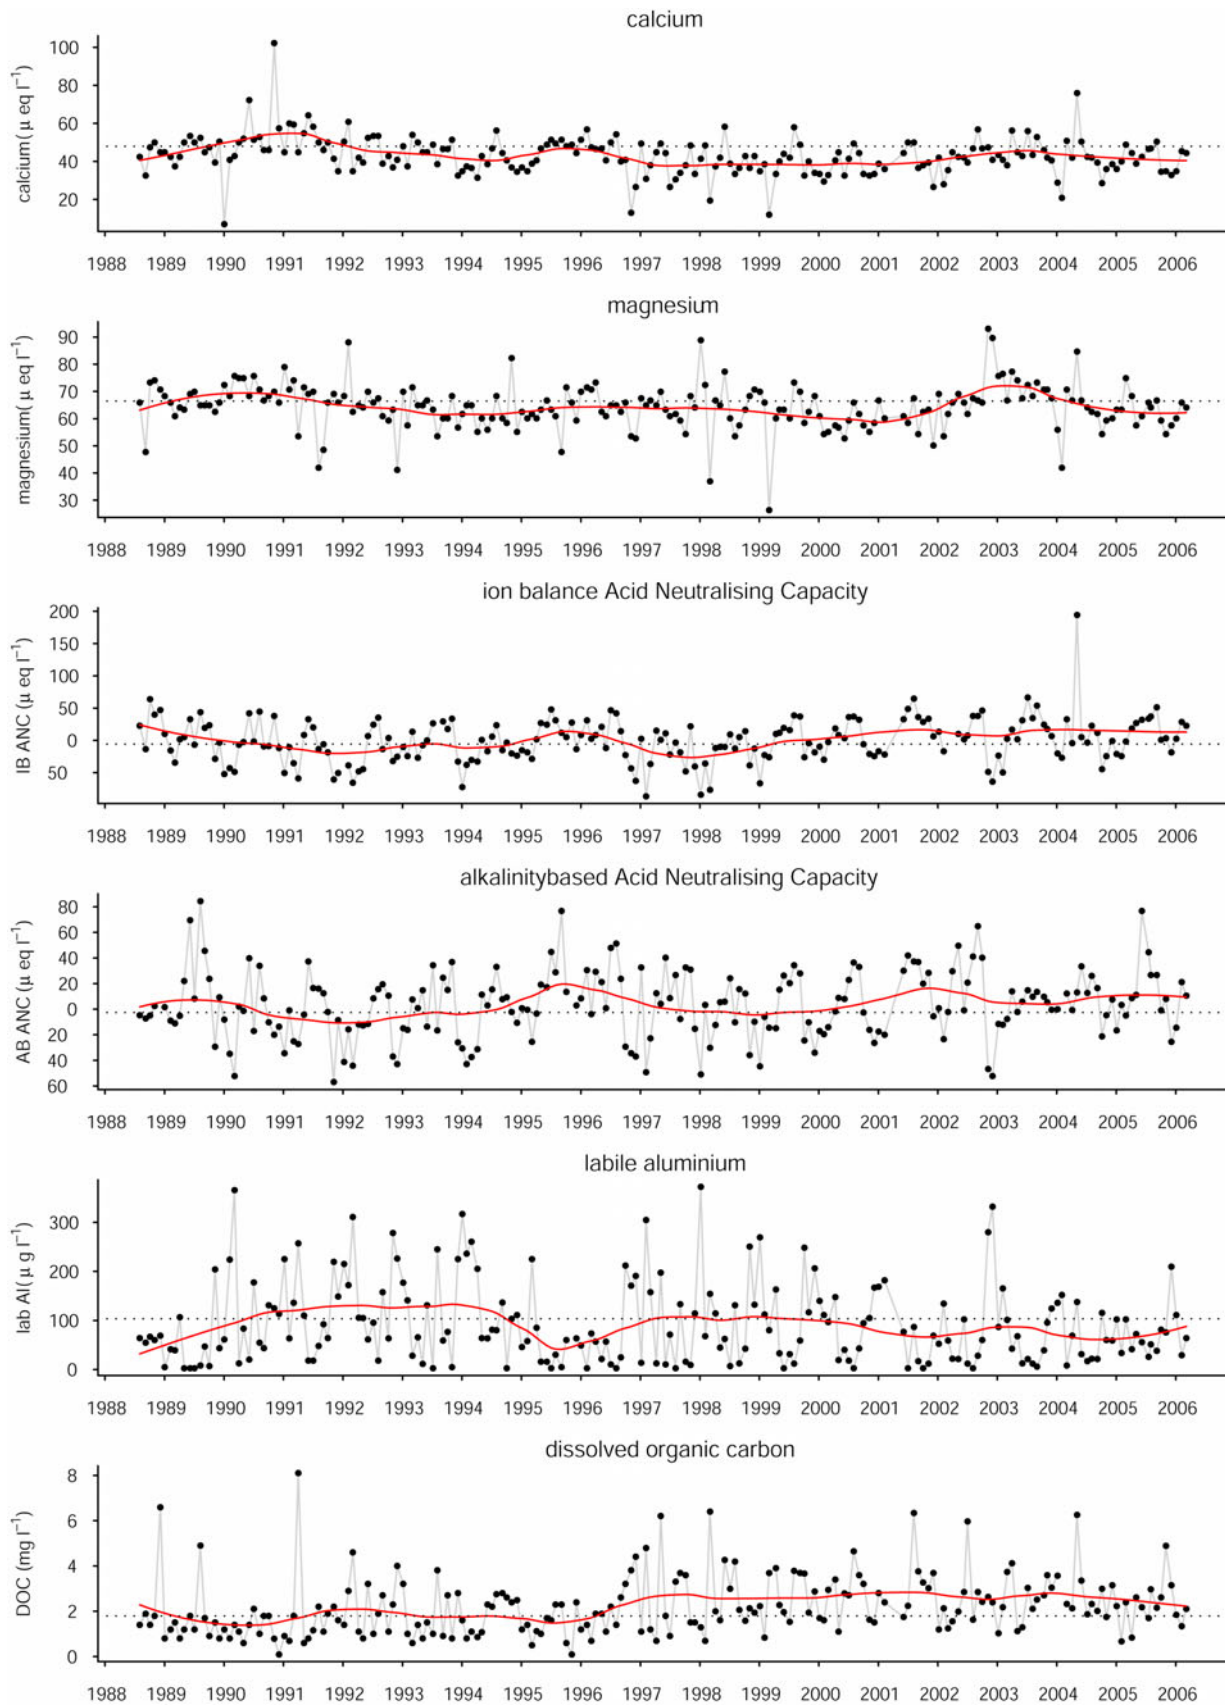 calcium
calcium( μ eq l⁻¹)
100
80
60
40
20
1988 1989 1990 1991 1992 1993 1994 1995 1996 1997 1998 1999 2000 2001 2002 2003 2004 2005 2006
magnesium
magnesium( μ eq l⁻¹)
90
80
70
60
50
40
30
1988 1989 1990 1991 1992 1993 1994 1995 1996 1997 1998 1999 2000 2001 2002 2003 2004 2005 2006
ion balance Acid Neutralising Capacity
IB ANC (μ eq l⁻¹)
200
150
100
50
0
50
1988 1989 1990 1991 1992 1993 1994 1995 1996 1997 1998 1999 2000 2001 2002 2003 2004 2005 2006
alkalinitybased Acid Neutralising Capacity
AB ANC (μ eq l⁻¹)
80
60
40
20
0
20
40
60
1988 1989 1990 1991 1992 1993 1994 1995 1996 1997 1998 1999 2000 2001 2002 2003 2004 2005 2006
labile aluminium
lab Al( μ g l⁻¹)
300
200
100
0
1988 1989 1990 1991 1992 1993 1994 1995 1996 1997 1998 1999 2000 2001 2002 2003 2004 2005 2006
dissolved organic carbon
DOC (mg l⁻¹)
8
6
4
2
0
1988 1989 1990 1991 1992 1993 1994 1995 1996 1997 1998 1999 2000 2001 2002 2003 2004 2005 2006